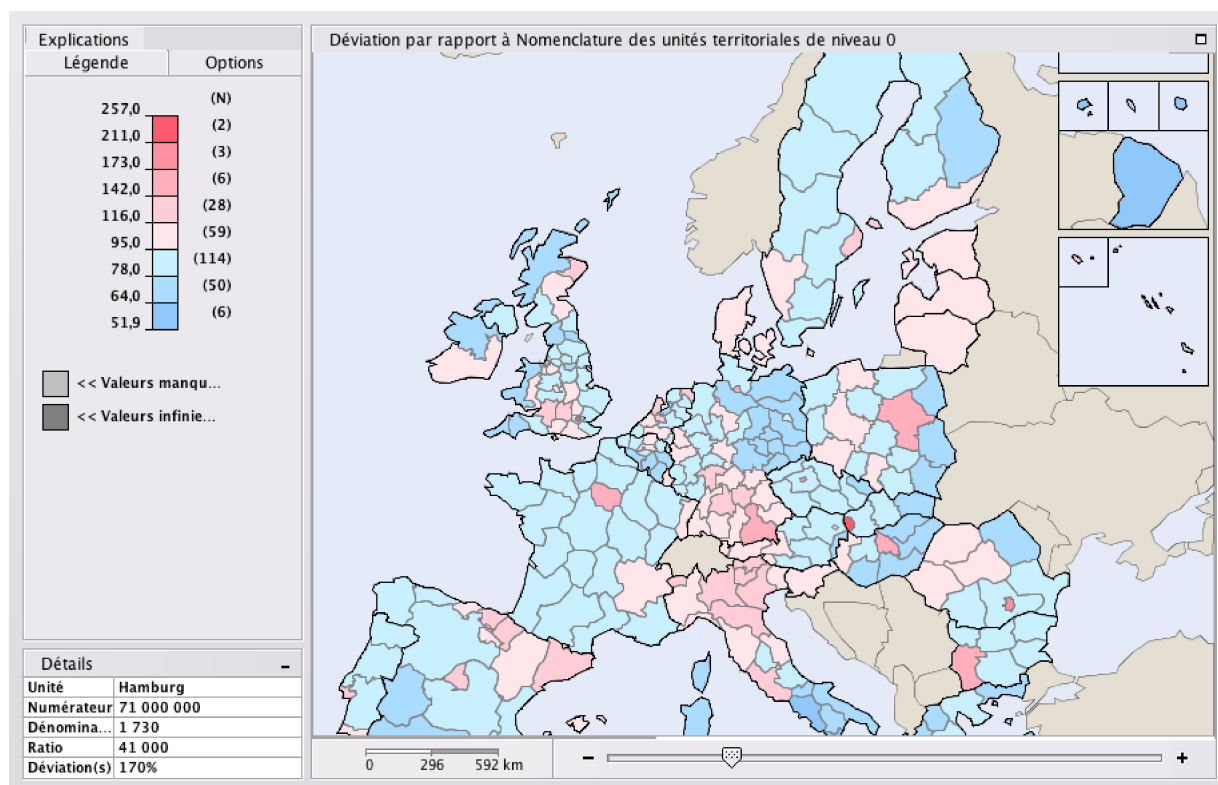 Explications
Légende Options
(N)
257,0
(2)
211,0
(3)
173,0
(6)
142,0
(28)
116,0
(59)
95,0
(114)
78,0
(50)
64,0
(6)
51,9
<< Valeurs manqu...
<< Valeurs infinie...
Détails –
Unité Hamburg
Numérateur 71 000 000
Dénomina... 1 730
Ratio 41 000
Déviation(s) 170%
Déviation par rapport à Nomenclature des unités territoriales de niveau 0
0 296 592 km
– +